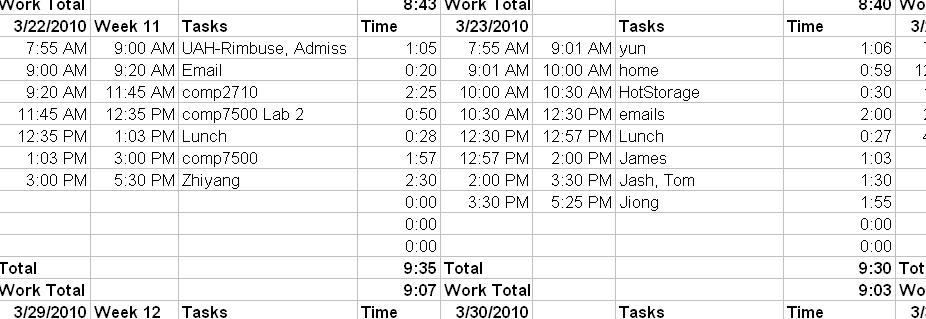 Work Total 8:43 8:40 Wo
3/22/2010 Week 11 Tasks Time 3/23/2010 Tasks Time 3/2
7:55 AM 9:00 AM UAH-Rimbuse, Admiss 1:05 7:55 AM 9:01 AM yun 1:06
9:00 AM 9:20 AM Email 0:20 9:01 AM 10:00 AM home 0:59 12
9:20 AM 11:45 AM comp2710 2:25 10:00 AM 10:30 AM HotStorage 0:30
11:45 AM 12:35 PM comp7500 Lab 2 0:50 10:30 AM 12:30 PM emails 2:00
12:35 PM 1:03 PM Lunch 0:28 12:30 PM 12:57 PM Lunch 0:27
1:03 PM 3:00 PM comp7500 1:57 12:57 PM 2:00 PM James 1:03
3:00 PM 5:30 PM Zhiyang 2:30 2:00 PM 3:30 PM Jash, Tom 1:30
0:00 3:30 PM 5:25 PM Jiong 1:55
0:00 0:00
0:00 0:00
Total 9:35 Total 9:30 Tot
Work Total 9:07 Work Total 9:03 Wo
3/29/2010 Week 12 Tasks Time 3/30/2010 Tasks Time 3/